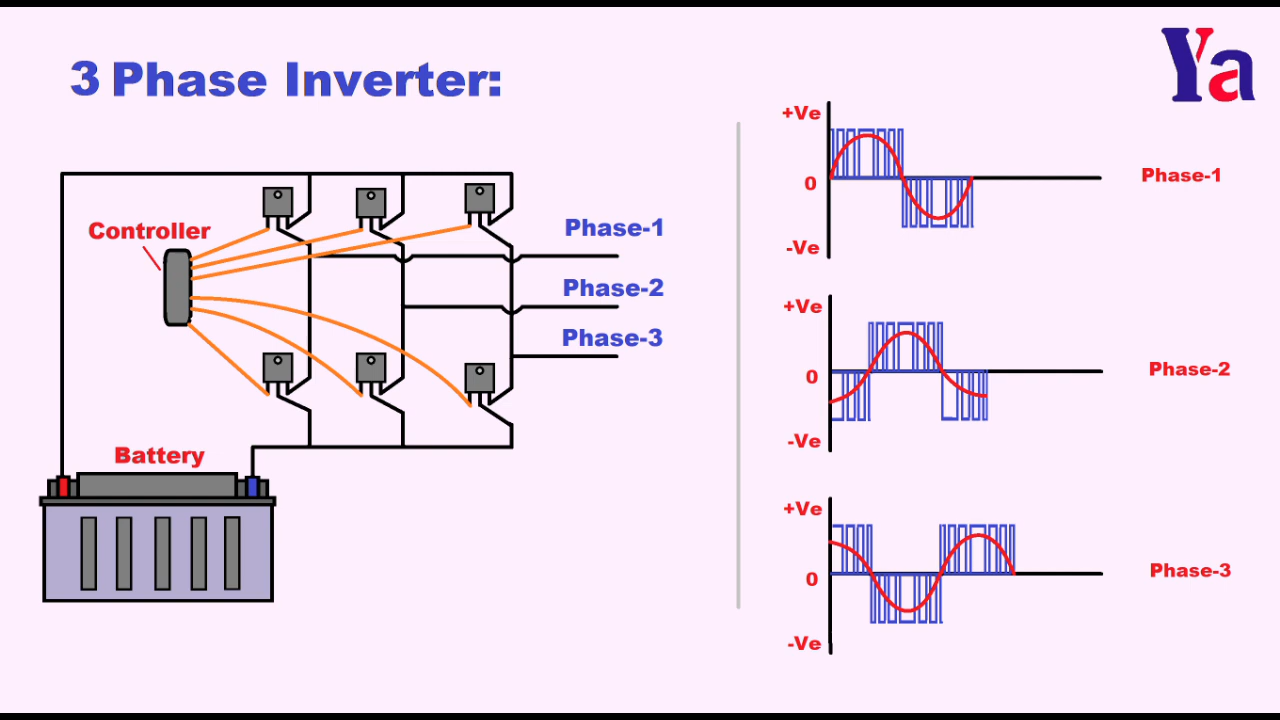 3 Phase Inverter:
Ya
Controller
Battery
Phase-1
Phase-2
Phase-3
+Ve
0
-Ve
Phase-1
+Ve
0
-Ve
Phase-2
+Ve
0
-Ve
Phase-3